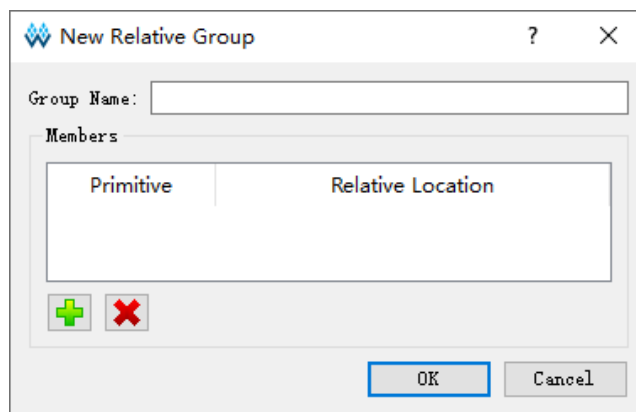 New Relative Group
?
Group Name:
Members
Primitive Relative Location
OK Cancel